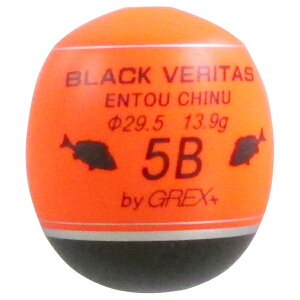 BLACK VERITAS
ENTOU CHINU
Φ29.5 13.9g
5B
by GREX+